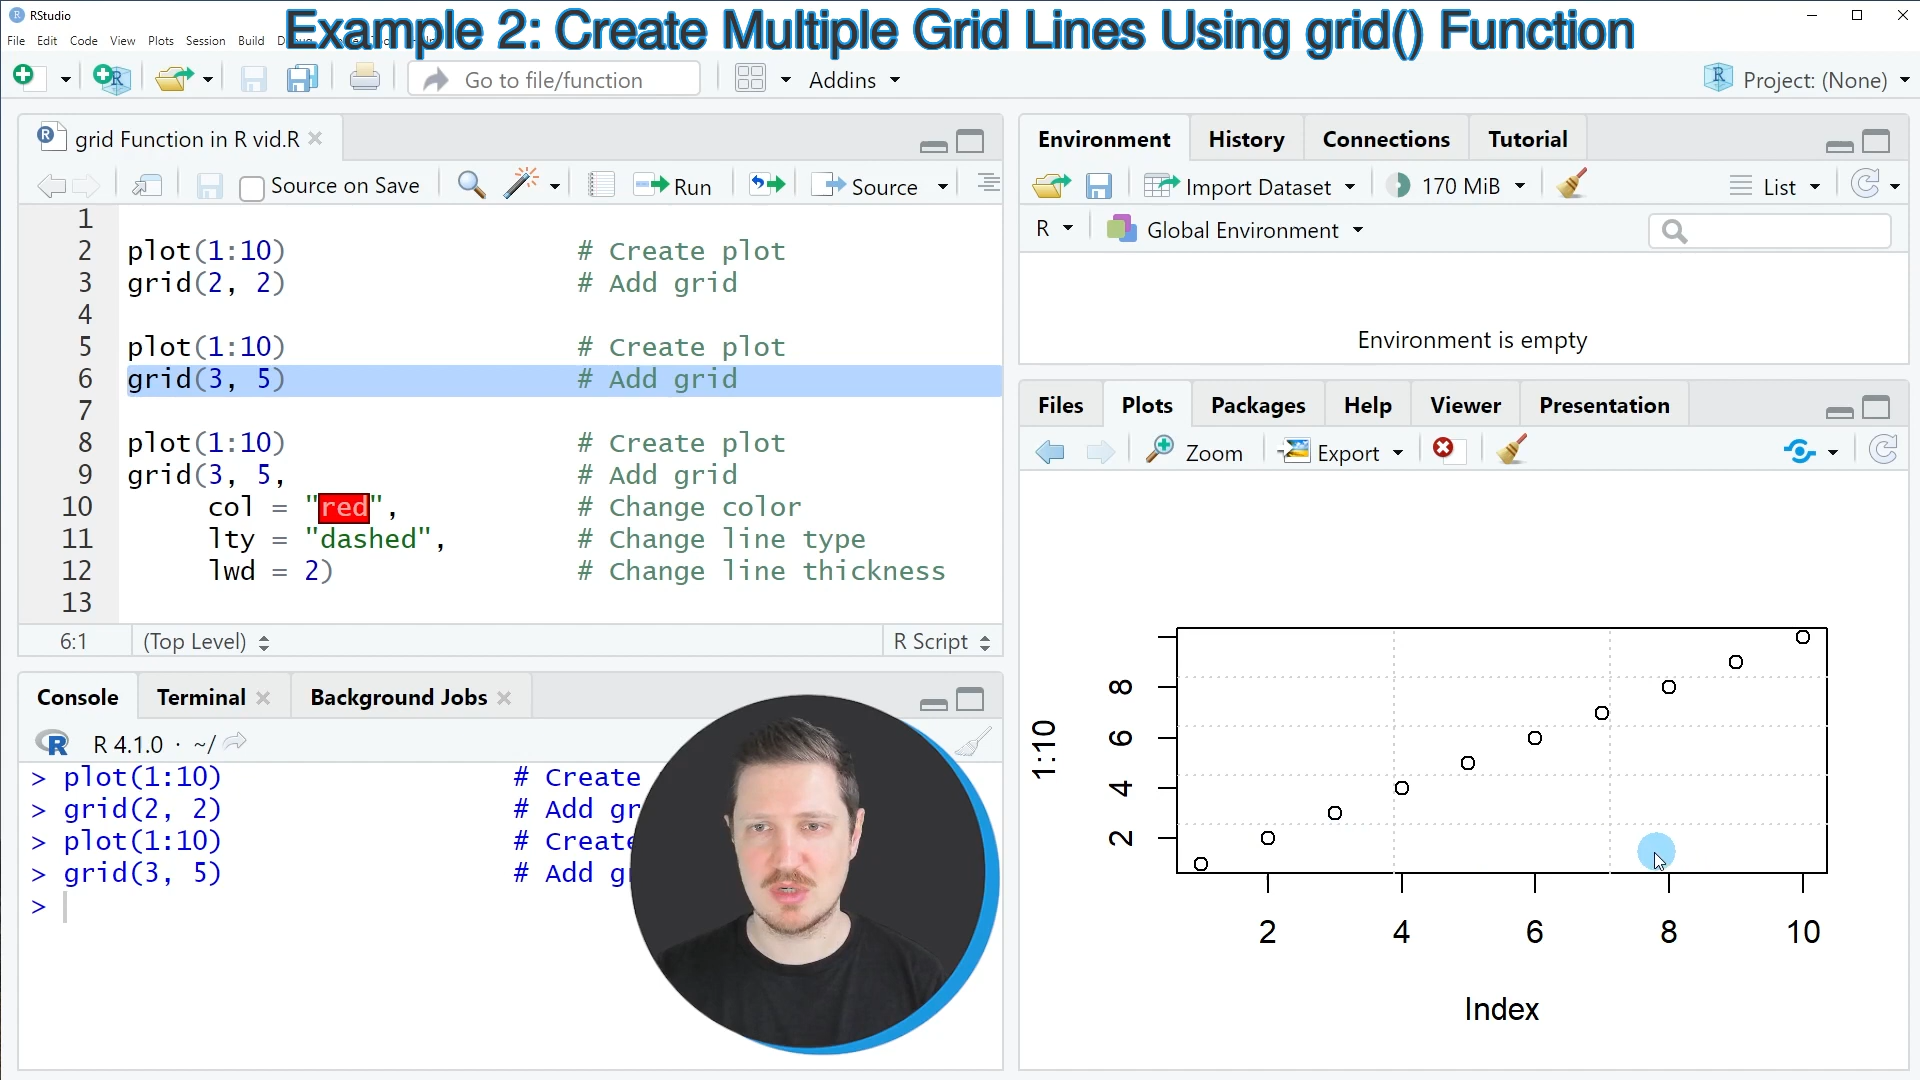 RStudio
Example 2: Create Multiple Grid Lines Using grid() Function
File Edit Code View Plots Session Build
Go to file/function
Addins
Project: (None)
grid Function in R vid.R
Source on Save
Run
Source
1
2 plot(1:10) # Create plot
3 grid(2, 2) # Add grid
4
5 plot(1:10) # Create plot
6 grid(3, 5) # Add grid
7
8 plot(1:10) # Create plot
9 grid(3, 5, # Add grid
10 col = "red", # Change color
11 lty = "dashed", # Change line type
12 lwd = 2) # Change line thickness
13
6:1 (Top Level) R Script
Console Terminal Background Jobs
R 4.1.0 · ~/
> plot(1:10) # Create
> grid(2, 2) # Add gr
> plot(1:10) # Create
> grid(3, 5) # Add g
>
Environment History Connections Tutorial
Import Dataset 170 MiB List
R Global Environment
Environment is empty
Files Plots Packages Help Viewer Presentation
Zoom Export
1:10
8
6
4
2
2 4 6 8 10
Index